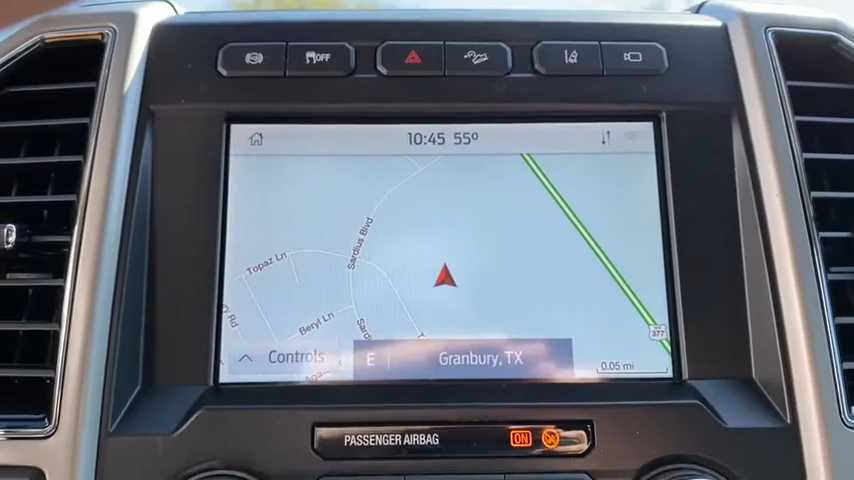 OFF
10:45 55°
Sardius Blvd
Topaz Ln
Beryl Ln
377
Controls
E
Granbury, TX
0.05 mi
PASSENGER AIRBAG
ON